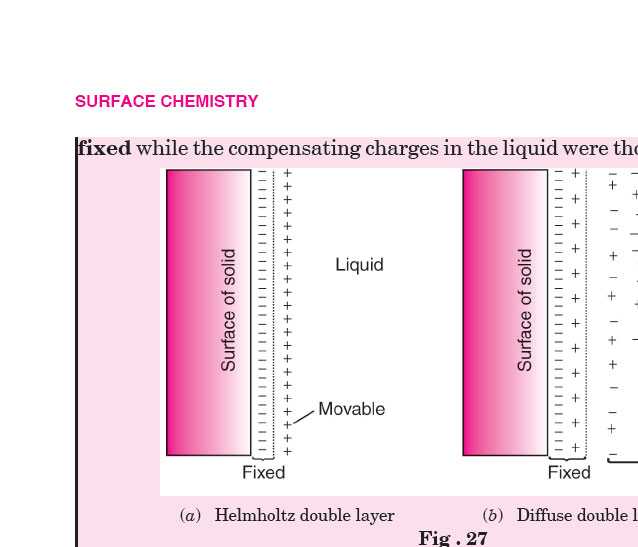 SURFACE CHEMISTRY
fixed while the compensating charges in the liquid were
Surface of solid
Liquid
Movable
Fixed
Surface of solid
Fixed
(a) Helmholtz double layer
(b) Diffuse double
Fig . 27